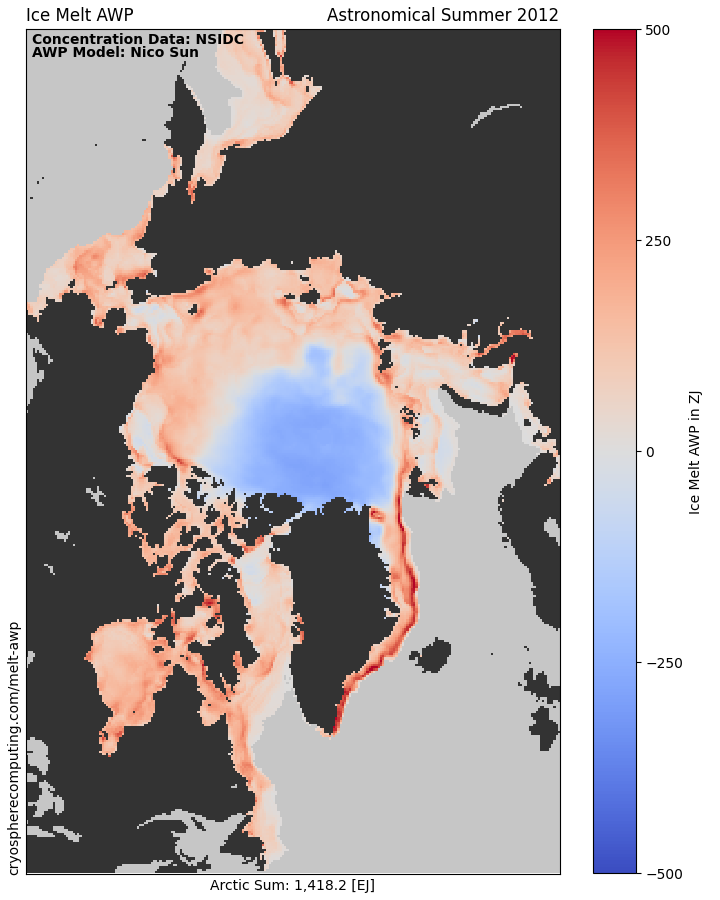 Ice Melt AWP
Astronomical Summer 2012
Concentration Data: NSIDC
AWP Model: Nico Sun
500
250
0
−250
−500
Ice Melt AWP in ZJ
cryospherecomputing.com/melt-awp
Arctic Sum: 1,418.2 [EJ]